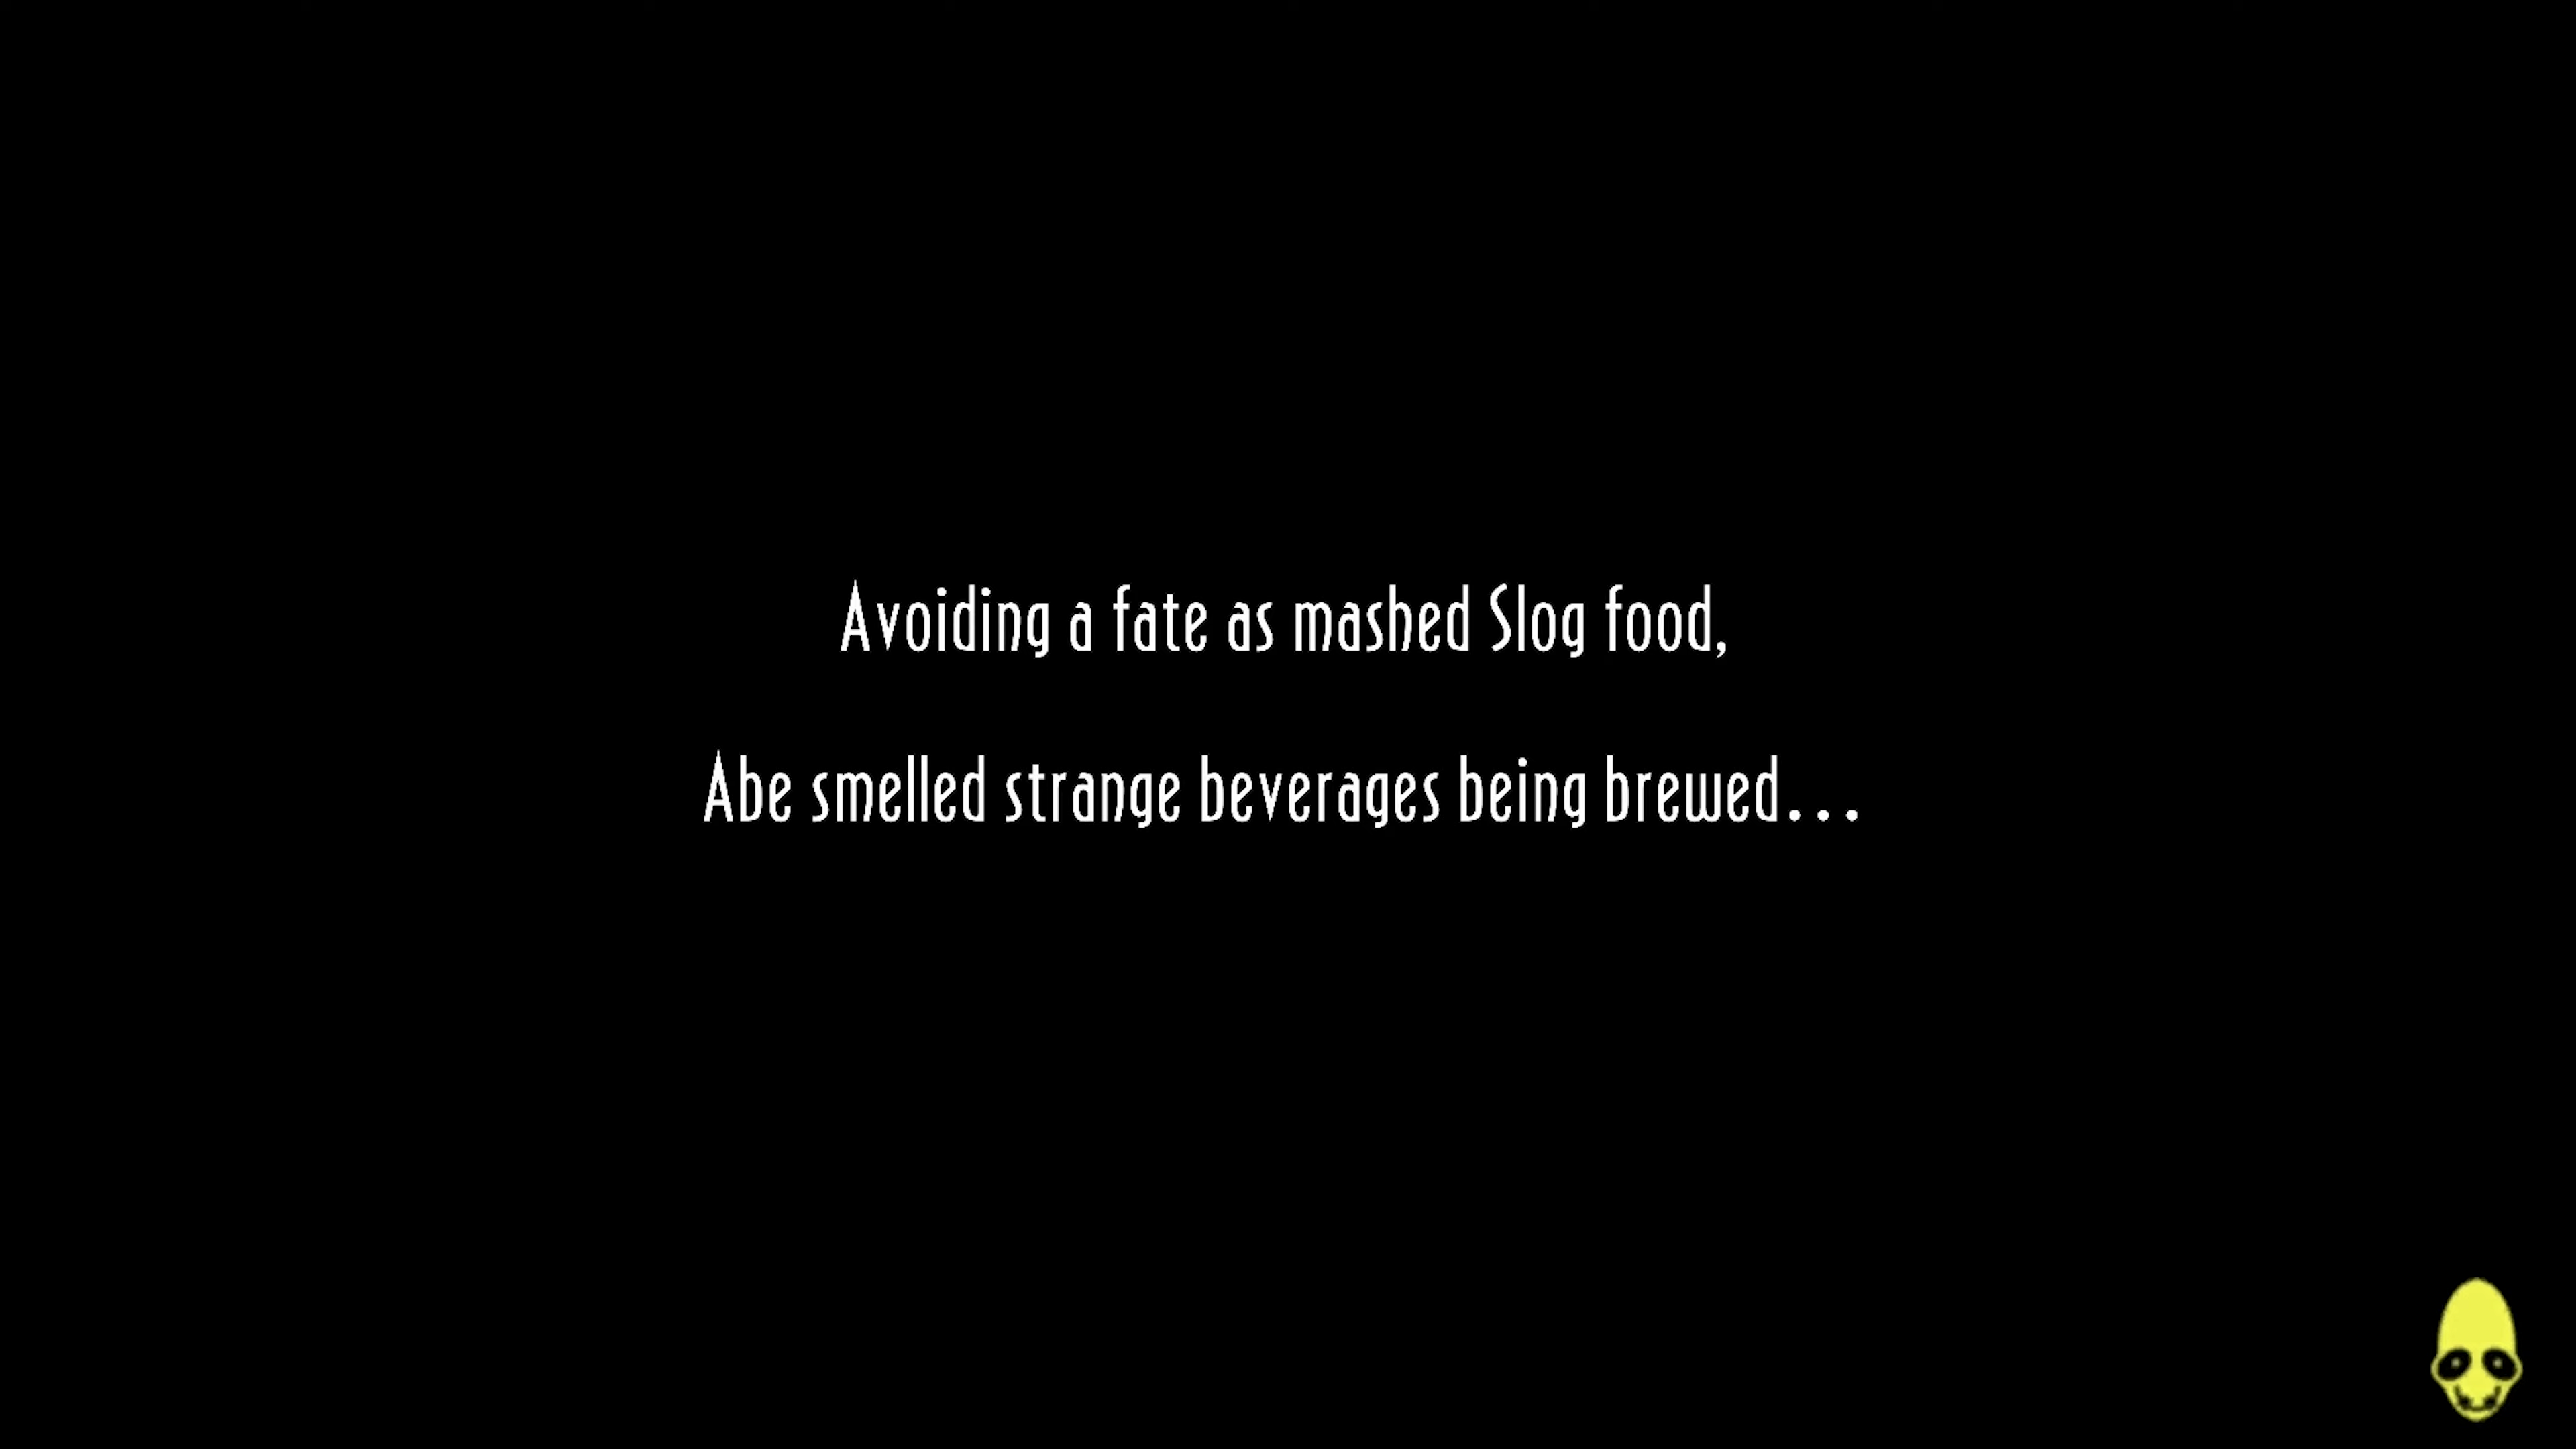 Avoiding a fate as mashed Slog food,
Abe smelled strange beverages being brewed...